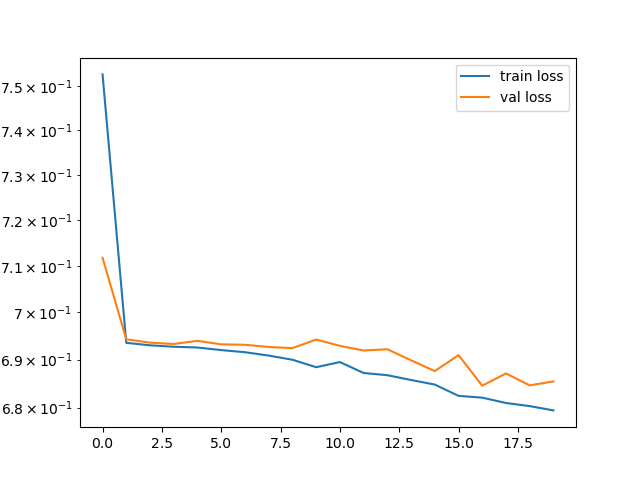 train loss
val loss
7.5 × 10⁻¹
7.4 × 10⁻¹
7.3 × 10⁻¹
7.2 × 10⁻¹
7.1 × 10⁻¹
7 × 10⁻¹
6.9 × 10⁻¹
6.8 × 10⁻¹
0.0 2.5 5.0 7.5 10.0 12.5 15.0 17.5